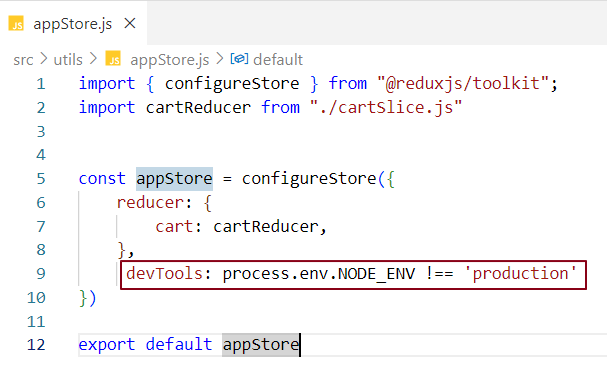 JS appStore.js ×
src > utils > JS appStore.js > default
1 import { configureStore } from "@reduxjs/toolkit";
2 import cartReducer from "./cartSlice.js"
3
4
5 const appStore = configureStore({
6     reducer: {
7         cart: cartReducer,
8     },
9      devTools: process.env.NODE_ENV !== 'production'
10 })
11
12 export default appStore